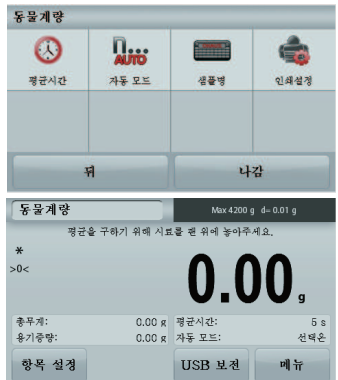 동물계량
AUTO
평균시간 자동 모드 샘플명 인쇄설정
뒤 나감
동물계량 Max 4200 g d= 0.01 g
평균을 구하기 위해 시료를 팬 위에 놓아주세요.
*
>0<
0.00 g
총무게: 0.00 g 평균시간: 5 s
용기중량: 0.00 g 자동 모드: 선택은
항목 설정 USB 보전 메뉴